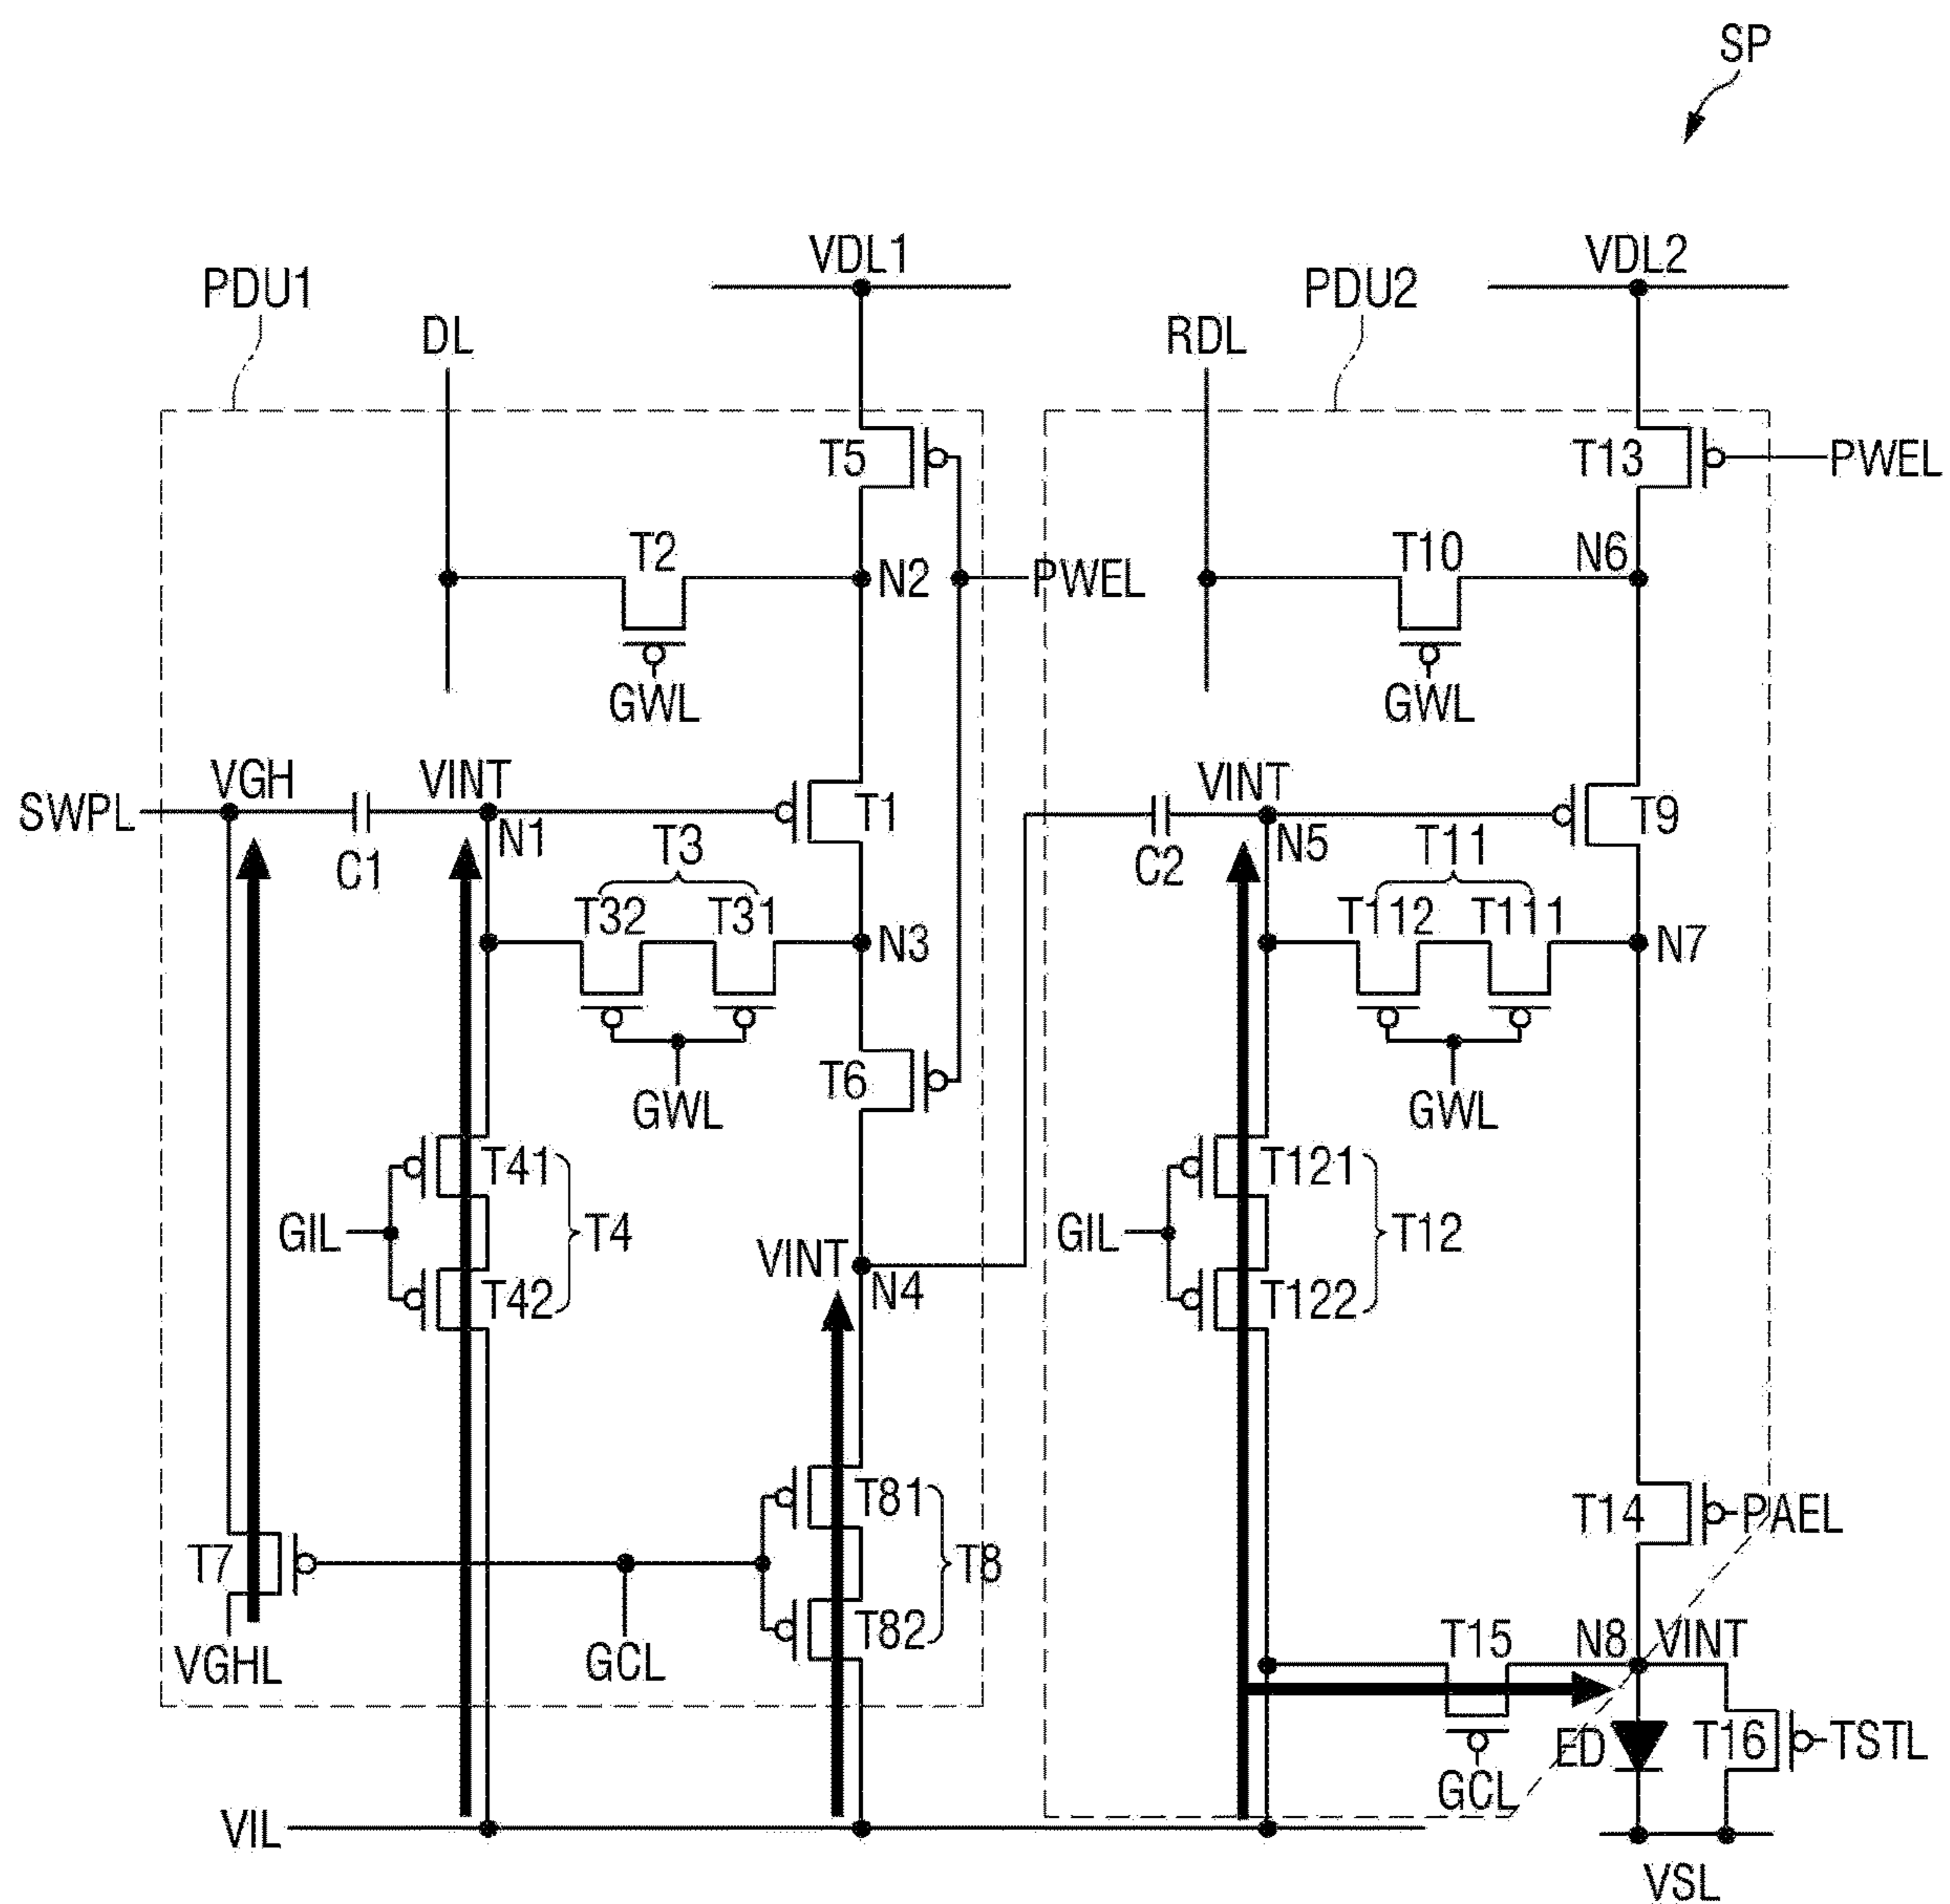 SP
VDL1 VDL2
PDU1 PDU2
DL RDL
T5 T13 PWEL
T2 N2 PWEL T10 N6
GWL GWL
SWPL VGH VINT T1 VINT T9
C1 N1 T3 C2 N5 T11
T32 T31 N3 T112 T111 N7
T6
GWL GWL
T41 T121
GIL T4 GIL T12
T42 VINT N4 T122
T81 T14 PAEL
T7 T8
T82 T15 N8 VINT
VGHL GCL
ED T16 TSTL
GCL
VIL
VSL